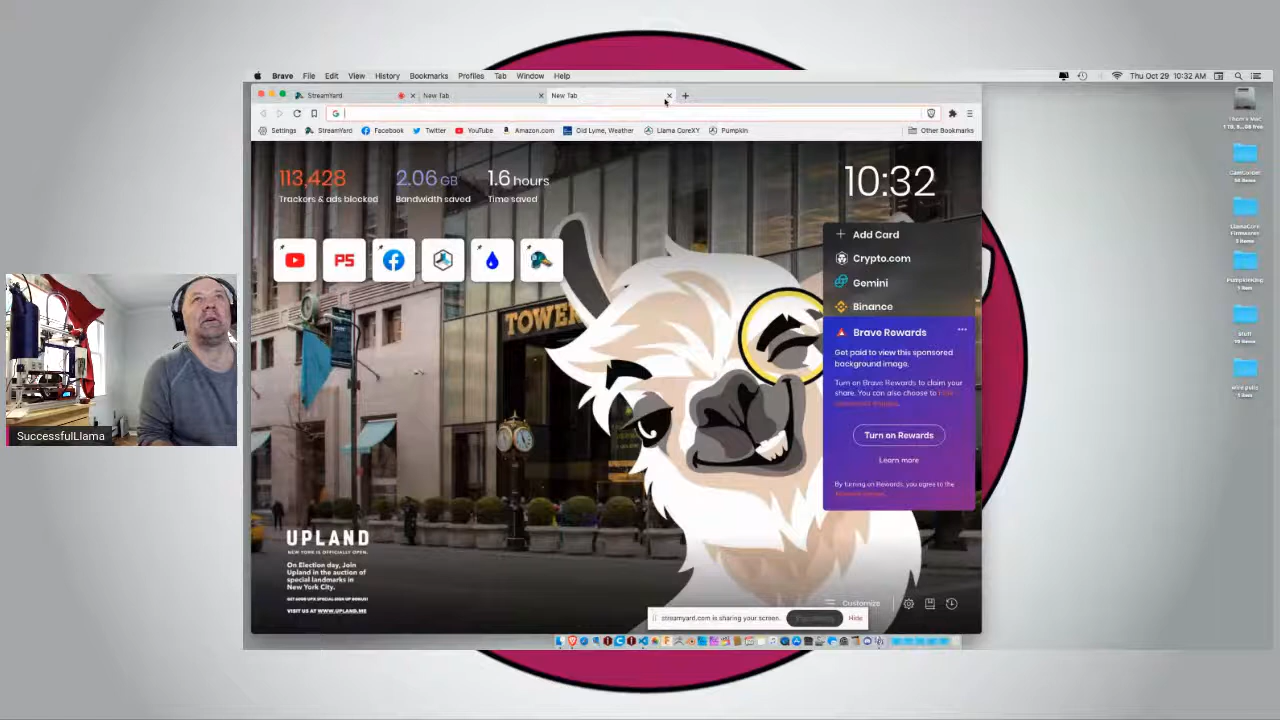 Brave File Edit View History Bookmarks Profiles Tab Window Help
Thu Oct 29 10:32 AM
StreamYard
New Tab
New Tab
Settings StreamYard Facebook Twitter YouTube Amazon.com Old Lyme, Weather Llama CoreXY Pumpkin Other Bookmarks
113,428
Trackers & ads blocked
2.06 GB
Bandwidth saved
1.6 hours
Time saved
10:32
PS
Add Card
Crypto.com
Gemini
Binance
Brave Rewards
Get paid to view this sponsored
background image.
Turn on Brave Rewards to claim your
share. You can also choose to
Turn on Rewards
Learn more
By turning on Rewards, you agree to the
TOWER
UPLAND
NEW YORK IS OFFICIALLY OPEN.
On Election day, Join
Upland in the auction of
special landmarks in
New York City.
VISIT US AT WWW.UPLAND.ME
Customize
streamyard.com is sharing your screen.
Hide
SuccessfulLlama
Stuff